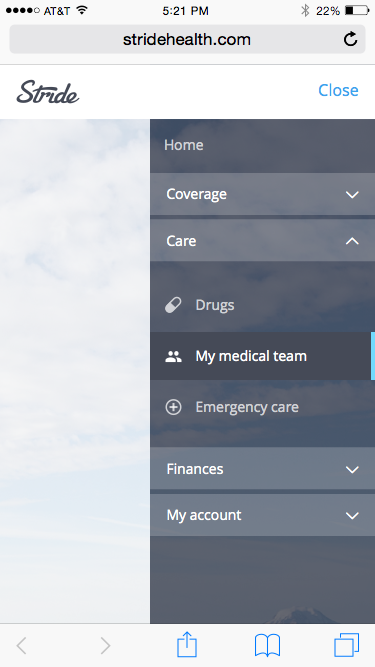 AT&T 5:21 PM 22%
stridehealth.com
Stride Close
Home
Coverage
Care
Drugs
My medical team
Emergency care
Finances
My account